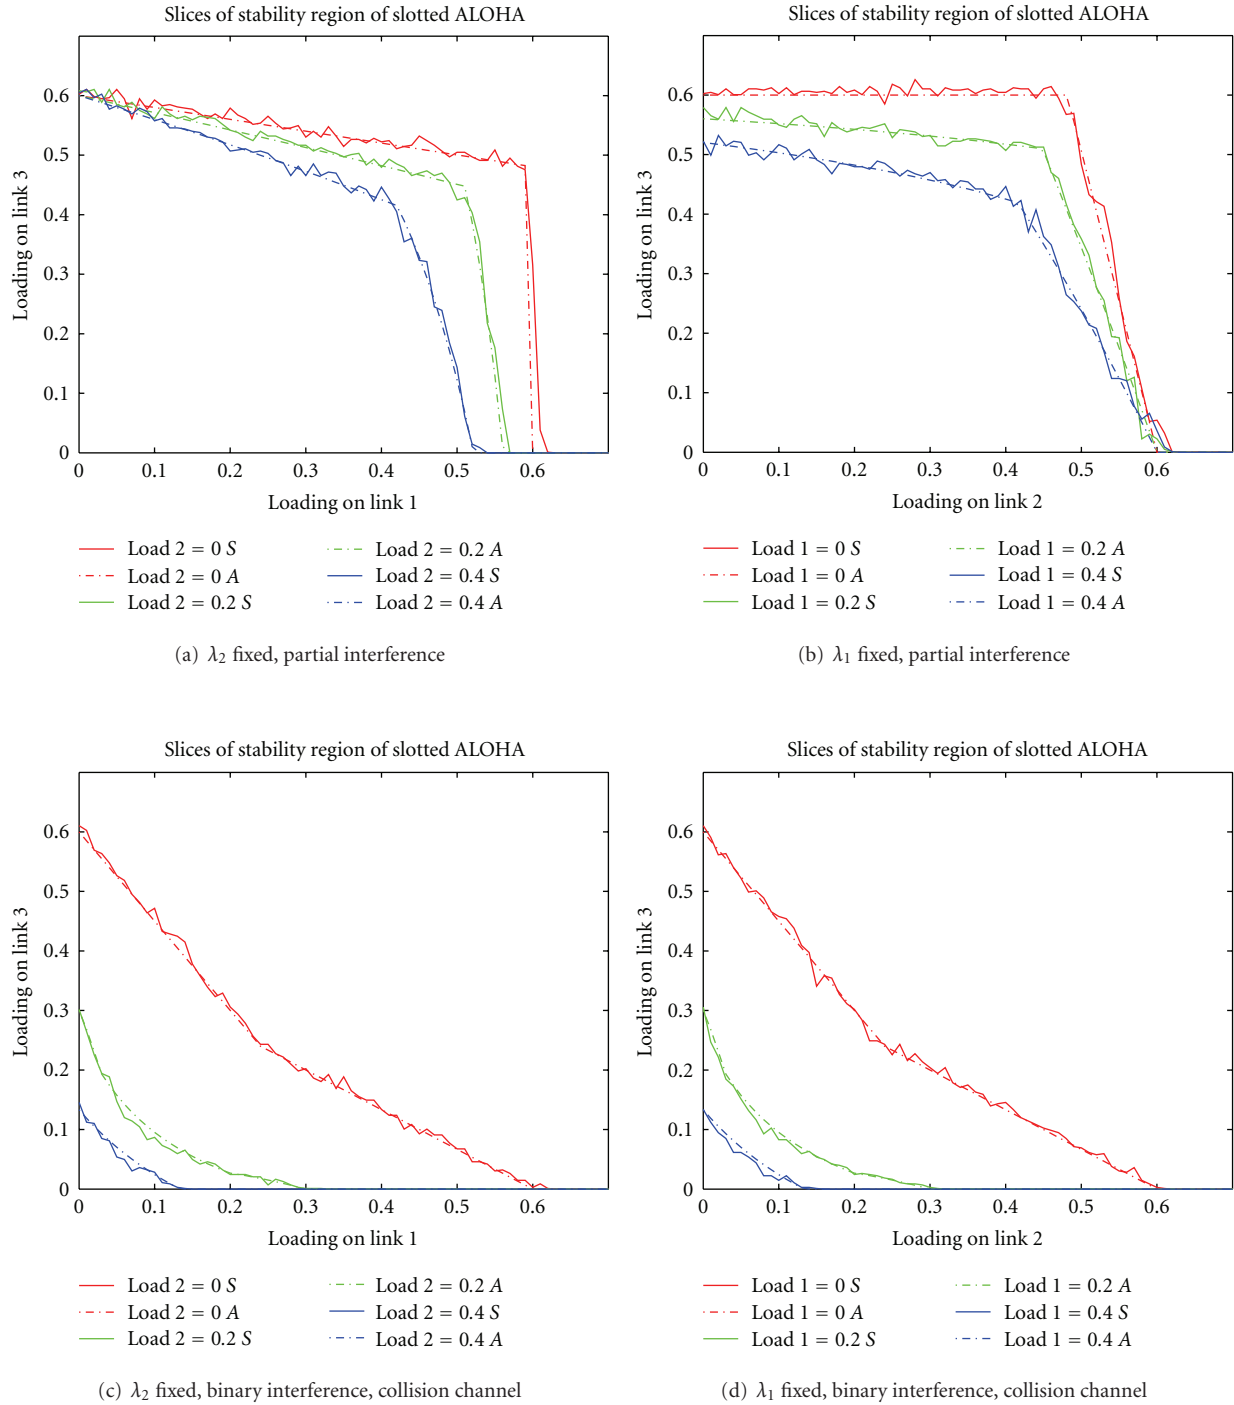 Slices of stability region of slotted ALOHA
Loading on link 3
0.6
0.5
0.4
0.3
0.2
0.1
0
0 0.1 0.2 0.3 0.4 0.5 0.6
Loading on link 1
Load 2 = 0 S
Load 2 = 0 A
Load 2 = 0.2 S
Load 2 = 0.2 A
Load 2 = 0.4 S
Load 2 = 0.4 A
(a) λ2 fixed, partial interference
Slices of stability region of slotted ALOHA
Loading on link 3
0.6
0.5
0.4
0.3
0.2
0.1
0
0 0.1 0.2 0.3 0.4 0.5 0.6
Loading on link 2
Load 1 = 0 S
Load 1 = 0 A
Load 1 = 0.2 S
Load 1 = 0.2 A
Load 1 = 0.4 S
Load 1 = 0.4 A
(b) λ1 fixed, partial interference
Slices of stability region of slotted ALOHA
Loading on link 3
0.6
0.5
0.4
0.3
0.2
0.1
0
0 0.1 0.2 0.3 0.4 0.5 0.6
Loading on link 1
Load 2 = 0 S
Load 2 = 0 A
Load 2 = 0.2 S
Load 2 = 0.2 A
Load 2 = 0.4 S
Load 2 = 0.4 A
(c) λ2 fixed, binary interference, collision channel
Slices of stability region of slotted ALOHA
Loading on link 3
0.6
0.5
0.4
0.3
0.2
0.1
0
0 0.1 0.2 0.3 0.4 0.5 0.6
Loading on link 2
Load 1 = 0 S
Load 1 = 0 A
Load 1 = 0.2 S
Load 1 = 0.2 A
Load 1 = 0.4 S
Load 1 = 0.4 A
(d) λ1 fixed, binary interference, collision channel